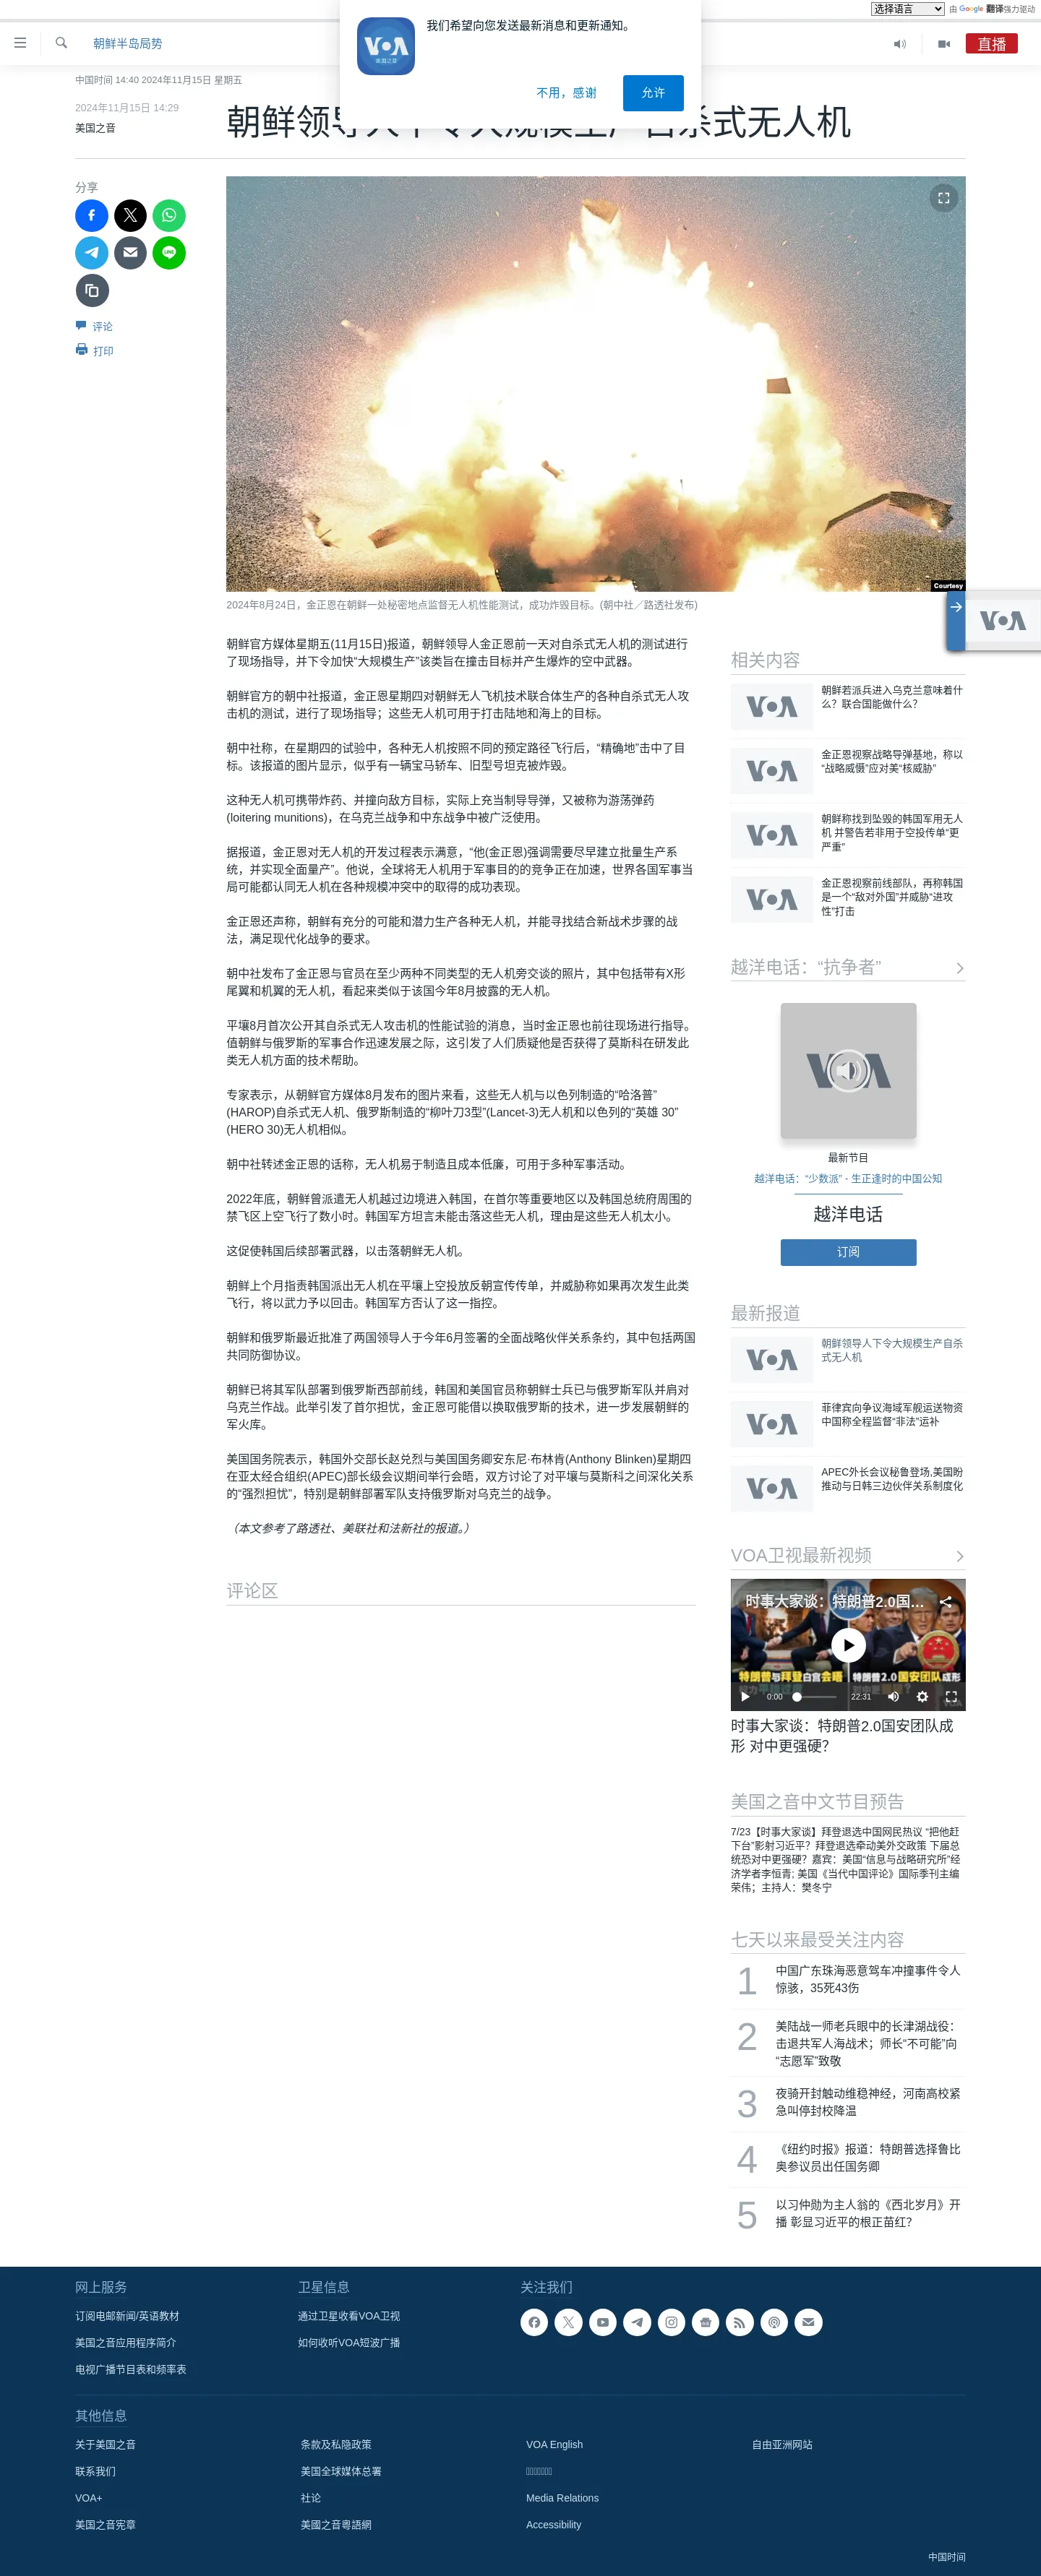 选择语言
由 Google 翻译强力驱动
朝鲜半岛局势
直播
VOA
美国之音
我们希望向您发送最新消息和更新通知。
不用，感谢
允许
中国时间 14:40 2024年11月15日 星期五
2024年11月15日 14:29
美国之音
朝鲜领导人下令大规模生产自杀式无人机
分享
评论
打印
Courtesy
2024年8月24日，金正恩在朝鲜一处秘密地点监督无人机性能测试，成功炸毁目标。(朝中社／路透社发布)
朝鲜官方媒体星期五(11月15日)报道，朝鲜领导人金正恩前一天对自杀式无人机的测试进行
了现场指导，并下令加快“大规模生产”该类旨在撞击目标并产生爆炸的空中武器。
朝鲜官方的朝中社报道，金正恩星期四对朝鲜无人飞机技术联合体生产的各种自杀式无人攻
击机的测试，进行了现场指导；这些无人机可用于打击陆地和海上的目标。
朝中社称，在星期四的试验中，各种无人机按照不同的预定路径飞行后，“精确地”击中了目
标。该报道的图片显示，似乎有一辆宝马轿车、旧型号坦克被炸毁。
这种无人机可携带炸药、并撞向敌方目标，实际上充当制导导弹，又被称为游荡弹药
(loitering munitions)，在乌克兰战争和中东战争中被广泛使用。
据报道，金正恩对无人机的开发过程表示满意，“他(金正恩)强调需要尽早建立批量生产系
统，并实现全面量产”。他说，全球将无人机用于军事目的的竞争正在加速，世界各国军事当
局可能都认同无人机在各种规模冲突中的取得的成功表现。
金正恩还声称，朝鲜有充分的可能和潜力生产各种无人机，并能寻找结合新战术步骤的战
法，满足现代化战争的要求。
朝中社发布了金正恩与官员在至少两种不同类型的无人机旁交谈的照片，其中包括带有X形
尾翼和机翼的无人机，看起来类似于该国今年8月披露的无人机。
平壤8月首次公开其自杀式无人攻击机的性能试验的消息，当时金正恩也前往现场进行指导。
值朝鲜与俄罗斯的军事合作迅速发展之际，这引发了人们质疑他是否获得了莫斯科在研发此
类无人机方面的技术帮助。
专家表示，从朝鲜官方媒体8月发布的图片来看，这些无人机与以色列制造的“哈洛普”
(HAROP)自杀式无人机、俄罗斯制造的“柳叶刀3型”(Lancet-3)无人机和以色列的“英雄 30”
(HERO 30)无人机相似。
朝中社转述金正恩的话称，无人机易于制造且成本低廉，可用于多种军事活动。
2022年底，朝鲜曾派遣无人机越过边境进入韩国，在首尔等重要地区以及韩国总统府周围的
禁飞区上空飞行了数小时。韩国军方坦言未能击落这些无人机，理由是这些无人机太小。
这促使韩国后续部署武器，以击落朝鲜无人机。
朝鲜上个月指责韩国派出无人机在平壤上空投放反朝宣传传单，并威胁称如果再次发生此类
飞行，将以武力予以回击。韩国军方否认了这一指控。
朝鲜和俄罗斯最近批准了两国领导人于今年6月签署的全面战略伙伴关系条约，其中包括两国
共同防御协议。
朝鲜已将其军队部署到俄罗斯西部前线，韩国和美国官员称朝鲜士兵已与俄罗斯军队并肩对
乌克兰作战。此举引发了首尔担忧，金正恩可能借以换取俄罗斯的技术，进一步发展朝鲜的
军火库。
美国国务院表示，韩国外交部长赵兑烈与美国国务卿安东尼·布林肯(Anthony Blinken)星期四
在亚太经合组织(APEC)部长级会议期间举行会晤，双方讨论了对平壤与莫斯科之间深化关系
的“强烈担忧”，特别是朝鲜部署军队支持俄罗斯对乌克兰的战争。
（本文参考了路透社、美联社和法新社的报道。）
评论区
VOA
相关内容
VOA
朝鲜若派兵进入乌克兰意味着什
么？联合国能做什么？
VOA
金正恩视察战略导弹基地，称以
“战略威慑”应对美“核威胁”
VOA
朝鲜称找到坠毁的韩国军用无人
机 并警告若非用于空投传单“更
严重”
VOA
金正恩视察前线部队，再称韩国
是一个“敌对外国”并威胁“进攻
性”打击
越洋电话：“抗争者”
VOA
最新节目
越洋电话：“少数派” - 生正逢时的中国公知
越洋电话
订阅
最新报道
VOA
朝鲜领导人下令大规模生产自杀
式无人机
VOA
菲律宾向争议海域军舰运送物资
中国称全程监督“非法”运补
VOA
APEC外长会议秘鲁登场,美国盼
推动与日韩三边伙伴关系制度化
VOA卫视最新视频
时事大家谈：特朗普2.0国…
特朗普与拜登白宫会晤
特朗普2.0国安团队成形
0:00
22:31
VOA
时事大家谈：特朗普2.0国安团队成
形 对中更强硬？
美国之音中文节目预告
7/23【时事大家谈】拜登退选中国网民热议 “把他赶
下台”影射习近平？拜登退选牵动美外交政策 下届总
统恐对中更强硬？嘉宾：美国“信息与战略研究所”经
济学者李恒青; 美国《当代中国评论》国际季刊主编
荣伟；主持人：樊冬宁
七天以来最受关注内容
1
中国广东珠海恶意驾车冲撞事件令人
惊骇，35死43伤
2
美陆战一师老兵眼中的长津湖战役：
击退共军人海战术；师长“不可能”向
“志愿军”致敬
3
夜骑开封触动维稳神经，河南高校紧
急叫停封校降温
4
《纽约时报》报道：特朗普选择鲁比
奥参议员出任国务卿
5
以习仲勋为主人翁的《西北岁月》开
播 彰显习近平的根正苗红？
网上服务
订阅电邮新闻/英语教材
美国之音应用程序简介
电视广播节目表和频率表
卫星信息
通过卫星收看VOA卫视
如何收听VOA短波广播
关注我们
其他信息
关于美国之音
联系我们
VOA+
美国之音宪章
条款及私隐政策
美国全球媒体总署
社论
美國之音粵語網
VOA English
Media Relations
Accessibility
自由亚洲网站
中国时间